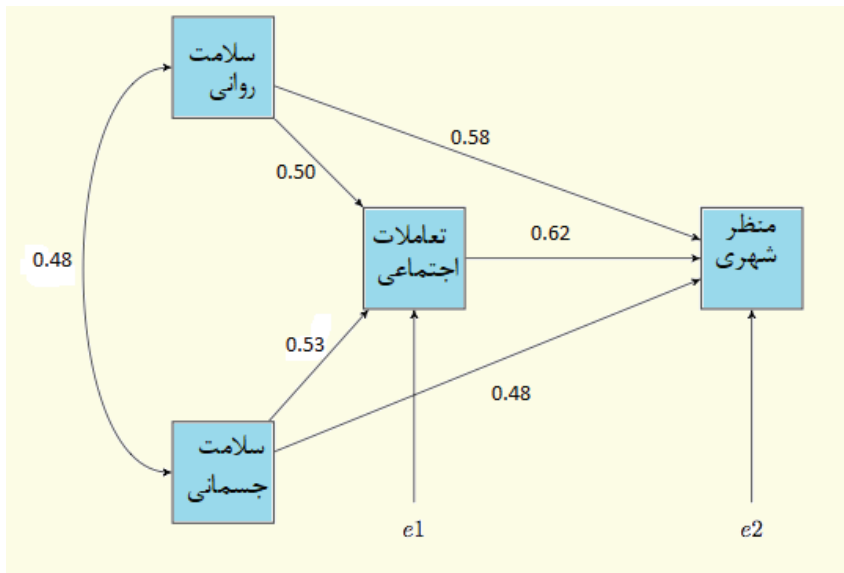 سلامت
روانی
0.58
0.50
تعاملات
اجتماعی
0.62
منظر
شهری
0.48
0.53
0.48
سلامت
جسمانی
e1
e2